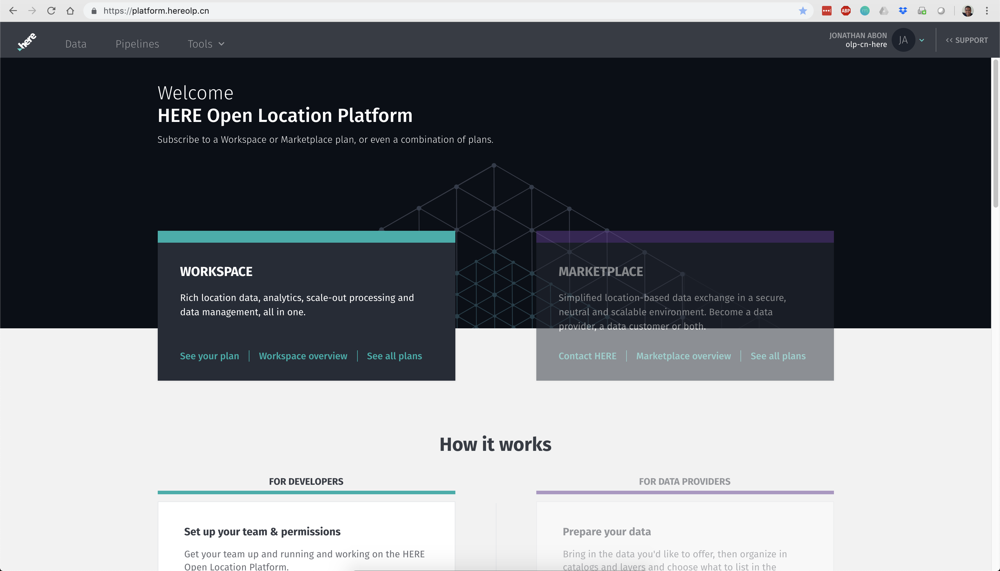 https://platform.hereolp.cn
ABP
m
here
Data
Pipelines
Tools
JONATHAN ABON
olp-cn-here
JA
<< SUPPORT
Welcome
HERE Open Location Platform
Subscribe to a Workspace or Marketplace plan, or even a combination of plans.
WORKSPACE
Rich location data, analytics, scale-out processing and
data management, all in one.
See your plan
Workspace overview
See all plans
MARKETPLACE
Simplified location-based data exchange in a secure,
neutral and scalable environment. Become a data
provider, a data customer or both.
Contact HERE
Marketplace overview
See all plans
How it works
FOR DEVELOPERS
Set up your team & permissions
Get your team up and running and working on the HERE
Open Location Platform.
FOR DATA PROVIDERS
Prepare your data
Bring in the data you'd like to offer, then organize in
catalogs and layers and choose what to list in the